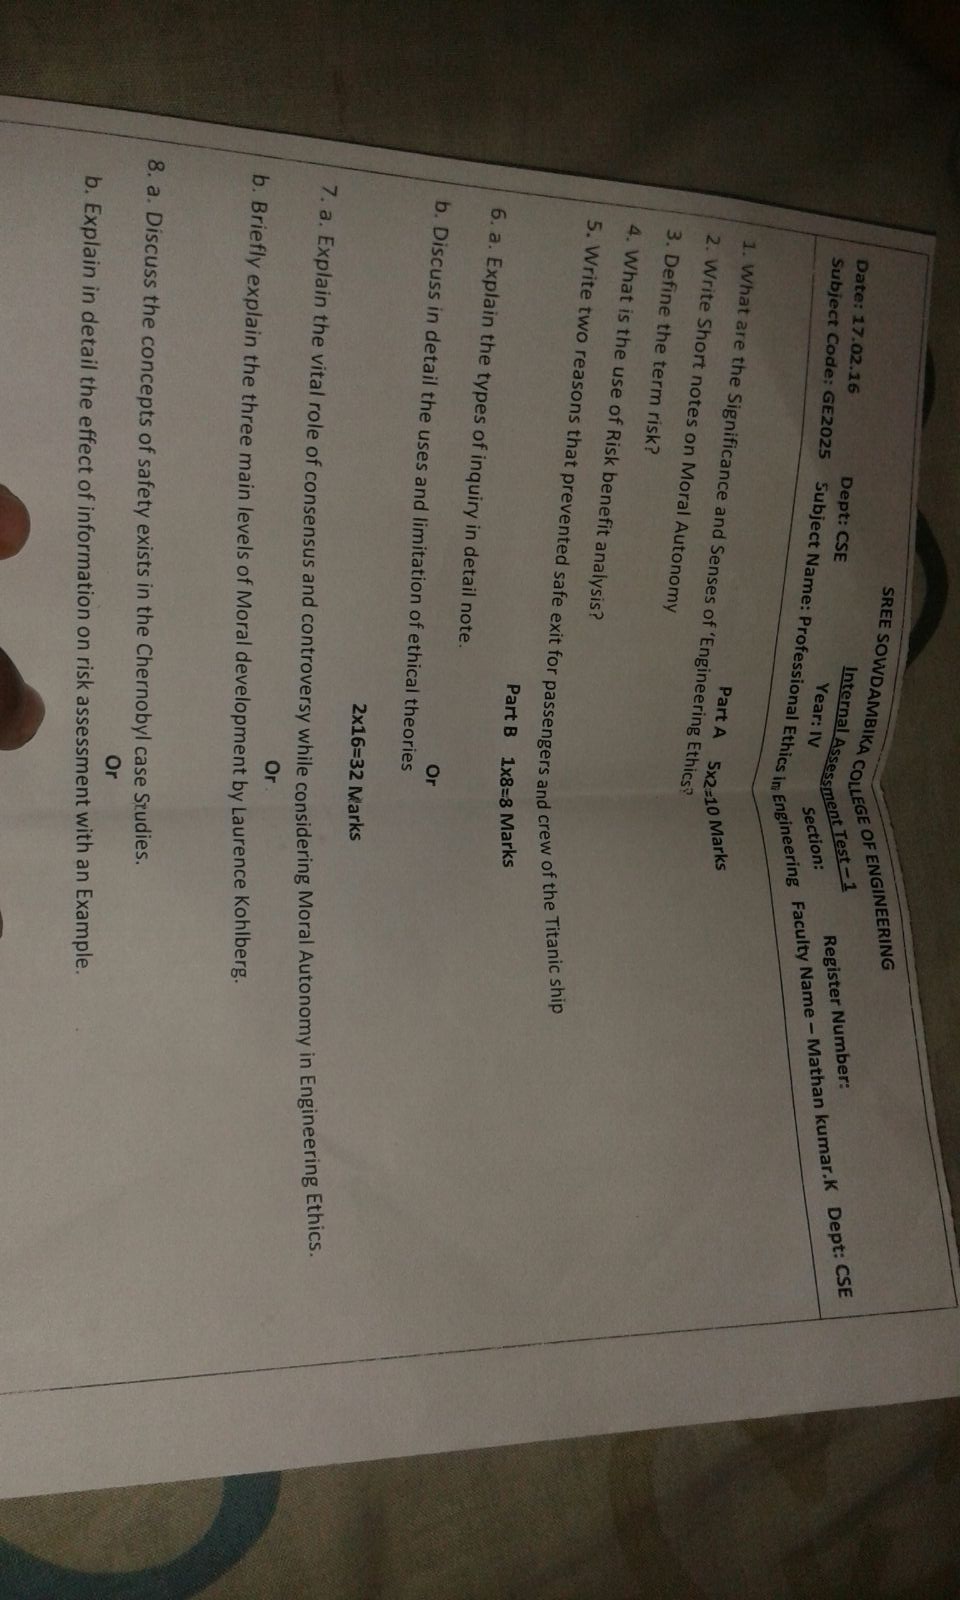 SREE SOWDAMBIKA COLLEGE OF ENGINEERING
Internal Assessment Test – 1
Date: 17.02.16 Dept: CSE Year: IV Section: Register Number:
Subject Code: GE2025 Subject Name: Professional Ethics in Engineering Faculty Name – Mathan kumar.K Dept: CSE
Part A 5x2=10 Marks
1. What are the Significance and Senses of 'Engineering Ethics?
2. Write Short notes on Moral Autonomy
3. Define the term risk?
4. What is the use of Risk benefit analysis?
5. Write two reasons that prevented safe exit for passengers and crew of the Titanic ship
Part B 1x8=8 Marks
6. a. Explain the types of inquiry in detail note.
Or
b. Discuss in detail the uses and limitation of ethical theories
2x16=32 Marks
7. a. Explain the vital role of consensus and controversy while considering Moral Autonomy in Engineering Ethics.
Or
b. Briefly explain the three main levels of Moral development by Laurence Kohlberg.
8. a. Discuss the concepts of safety exists in the Chernobyl case Studies.
Or
b. Explain in detail the effect of information on risk assessment with an Example.